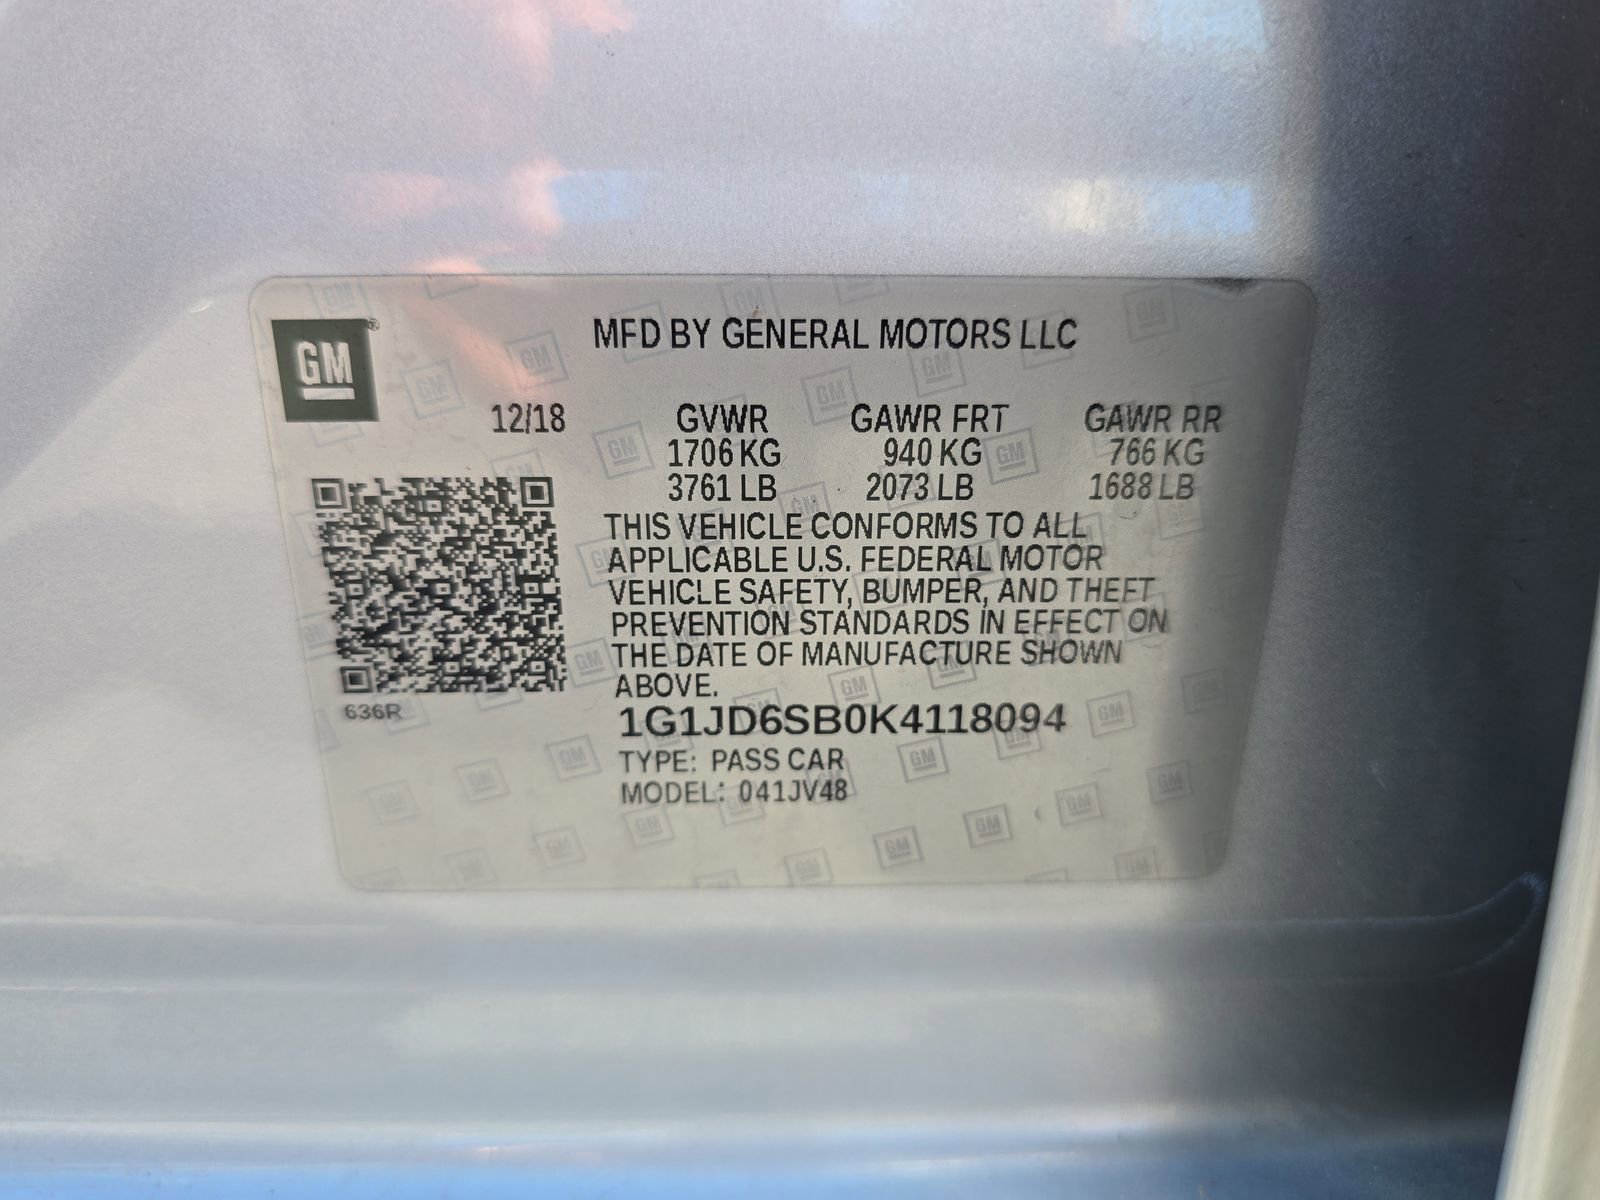 GM®
MFD BY GENERAL MOTORS LLC
12/18 GVWR GAWR FRT GAWR RR
1706 KG 940 KG 766 KG
3761 LB 2073 LB 1688 LB
THIS VEHICLE CONFORMS TO ALL
APPLICABLE U.S. FEDERAL MOTOR
VEHICLE SAFETY, BUMPER, AND THEFT
PREVENTION STANDARDS IN EFFECT ON
THE DATE OF MANUFACTURE SHOWN
ABOVE.
636R
1G1JD6SB0K4118094
TYPE: PASS CAR
MODEL: 041JV48